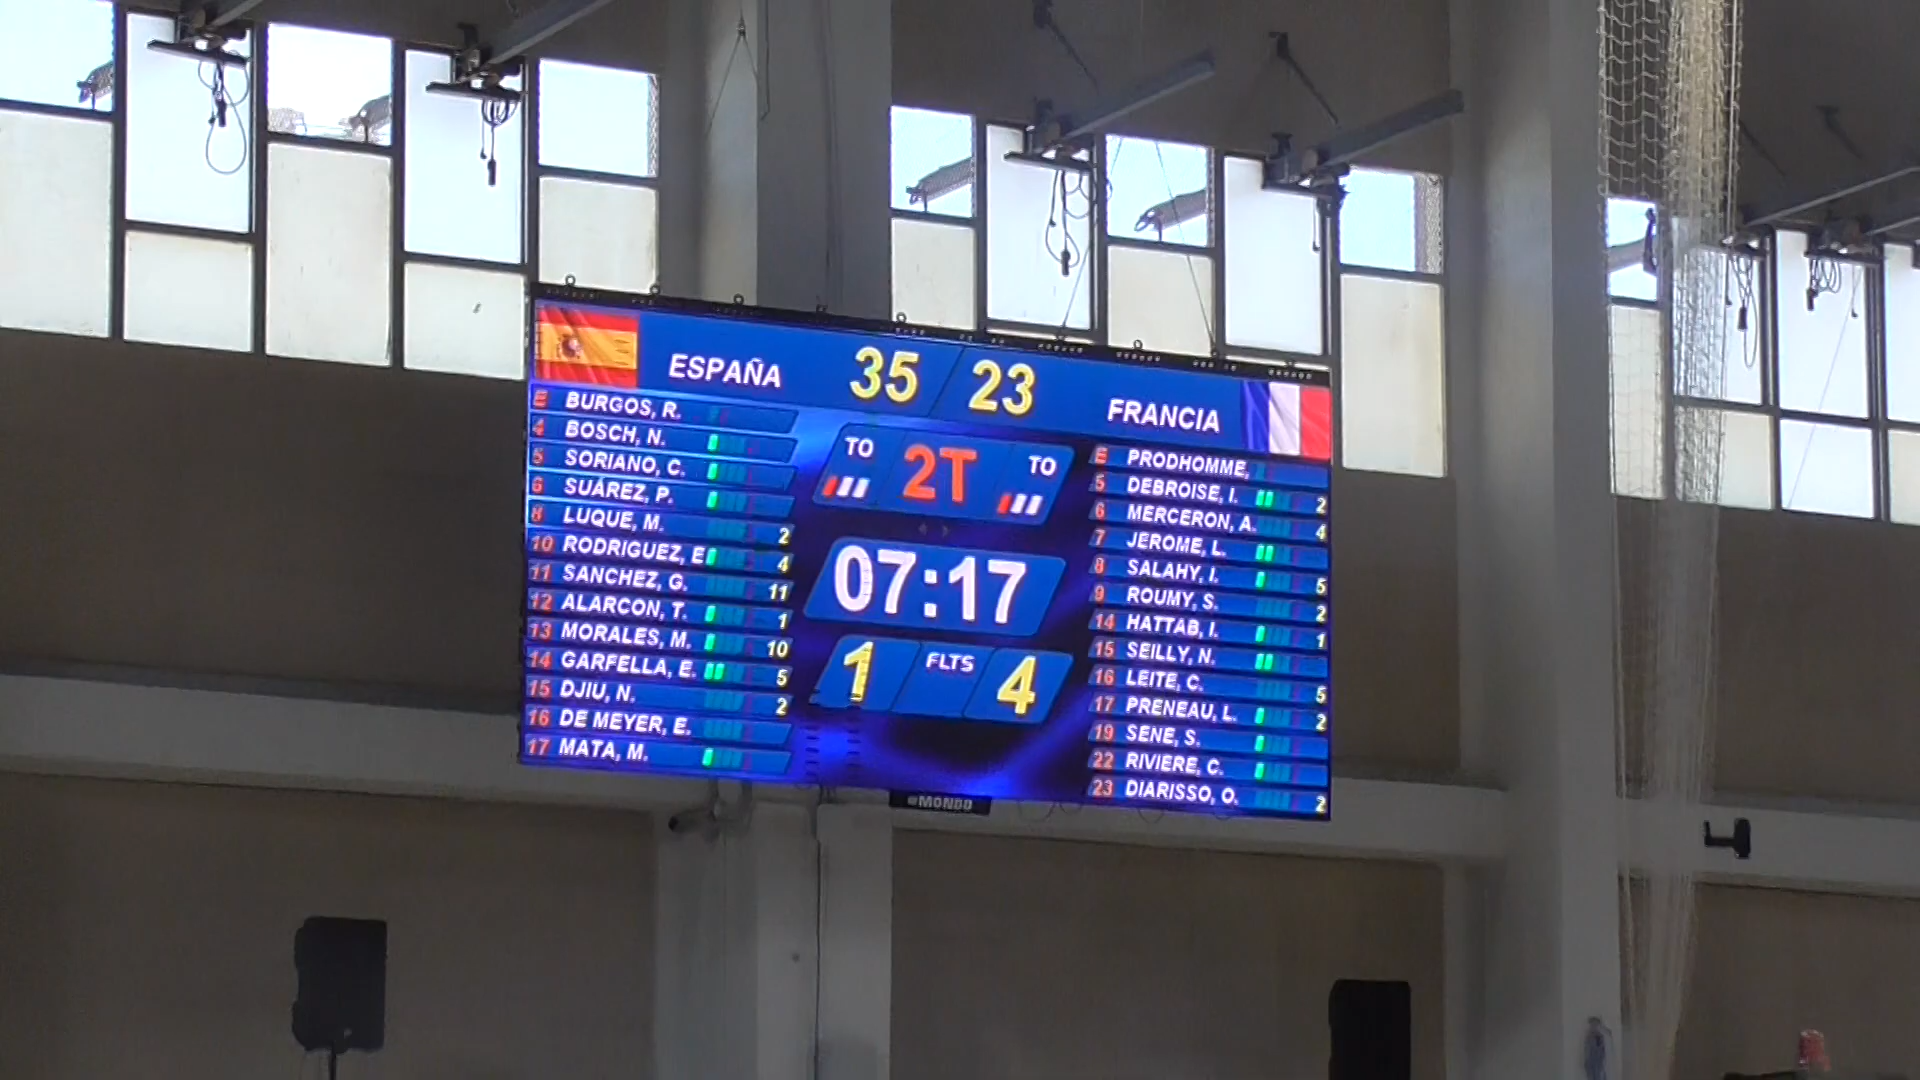 ESPAÑA 35 23 FRANCIA
E BURGOS, R.
4 BOSCH, N.
5 SORIANO, C.
6 SUÁREZ, P.
8 LUQUE, M. 2
10 RODRIGUEZ, E 4
11 SANCHEZ, G. 11
12 ALARCON, T. 1
13 MORALES, M. 10
14 GARFELLA, E. 5
15 DJIU, N. 2
16 DE MEYER, E.
17 MATA, M.
TO 2T TO
07:17
1 FLTS 4
E PRODHOMME,
5 DEBROISE, I. 2
6 MERCERON, A. 4
7 JEROME, L.
8 SALAHY, I. 5
9 ROUMY, S. 2
14 HATTAB, I. 1
15 SEILLY, N.
16 LEITE, C. 5
17 PRENEAU, L. 2
19 SENE, S.
22 RIVIERE, C.
23 DIARISSO, O. 2
MONDO